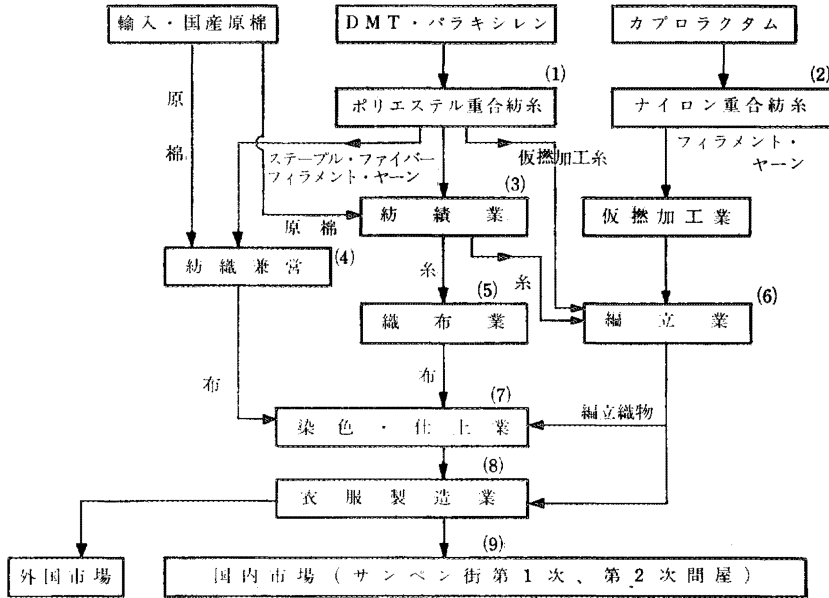 輸入・国産原棉
DMT・パラキシレン
カプロラクタム
(1)
(2)
ポリエステル重合紡糸
ナイロン重合紡糸
原棉
ステープル・ファイバー
フィラメント・ヤーン
仮撚加工糸
フィラメント・
ヤーン
(3)
原棉
紡績業
仮撚加工業
(4)
紡織兼営
糸
糸
(5)
(6)
織布業
編立業
布
布
(7)
編立織物
染色・仕上業
(8)
衣服製造業
(9)
外国市場
国内市場(サンペン街第1次、第2次問屋)